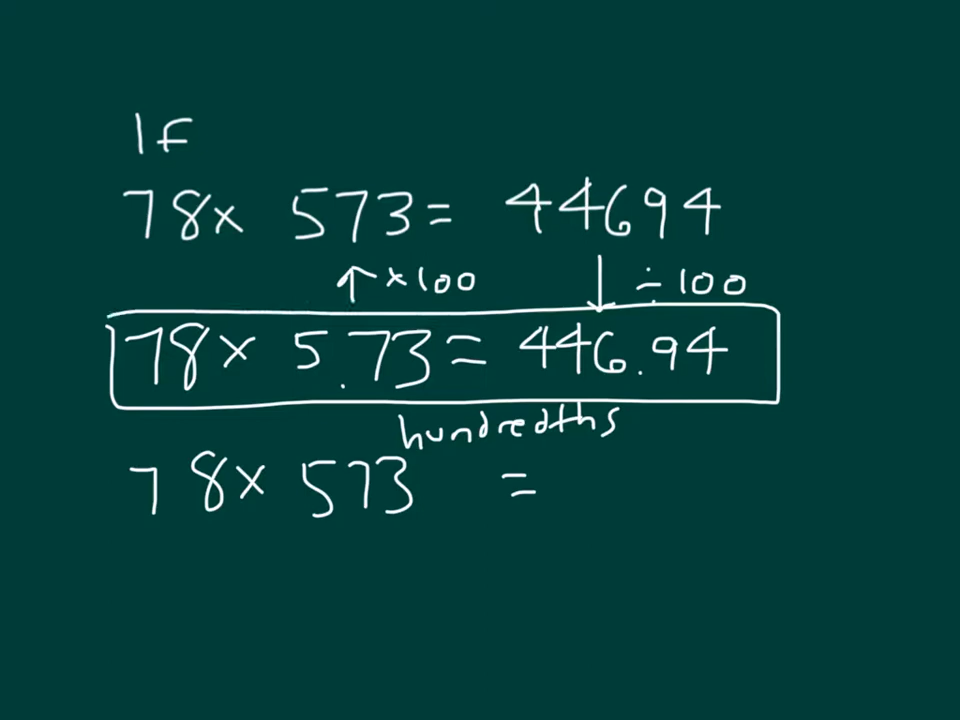 If
78 x 573 = 44694
↑ x 100 ↓ ÷ 100
78 x 5.73 = 446.94
hundredths
78 x 573 =